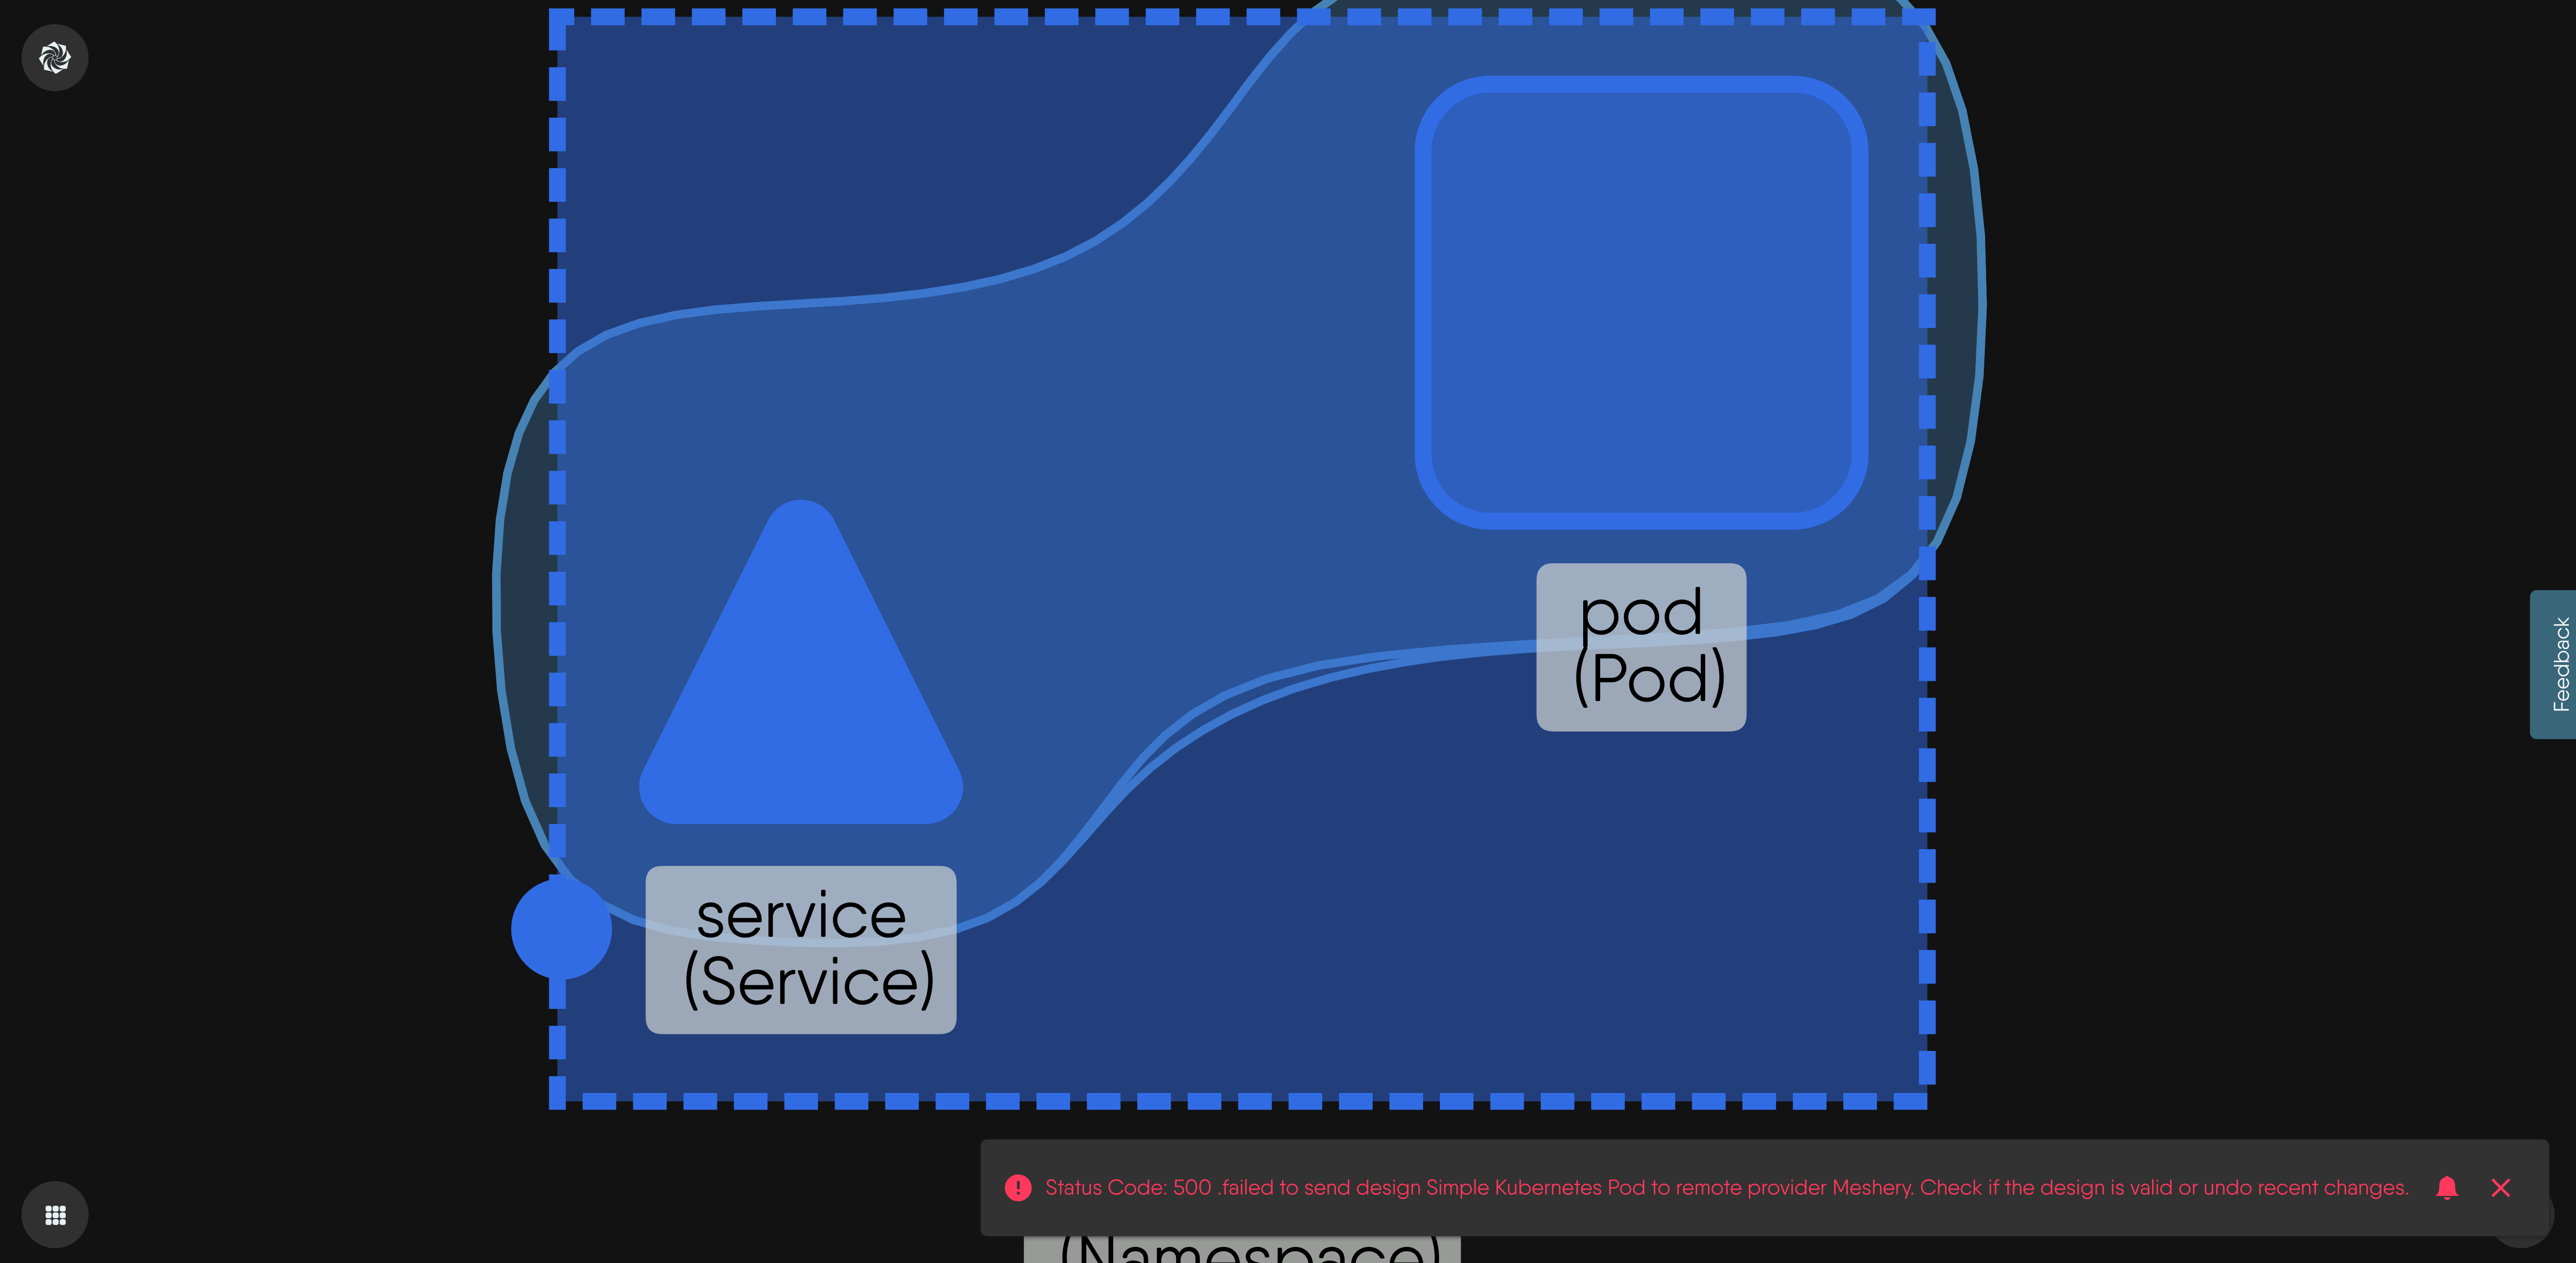 pod
(Pod)
Feedback
service
(Service)
Status Code: 500 .failed to send design Simple Kubernetes Pod to remote provider Meshery. Check if the design is valid or undo recent changes.
(Namespace)